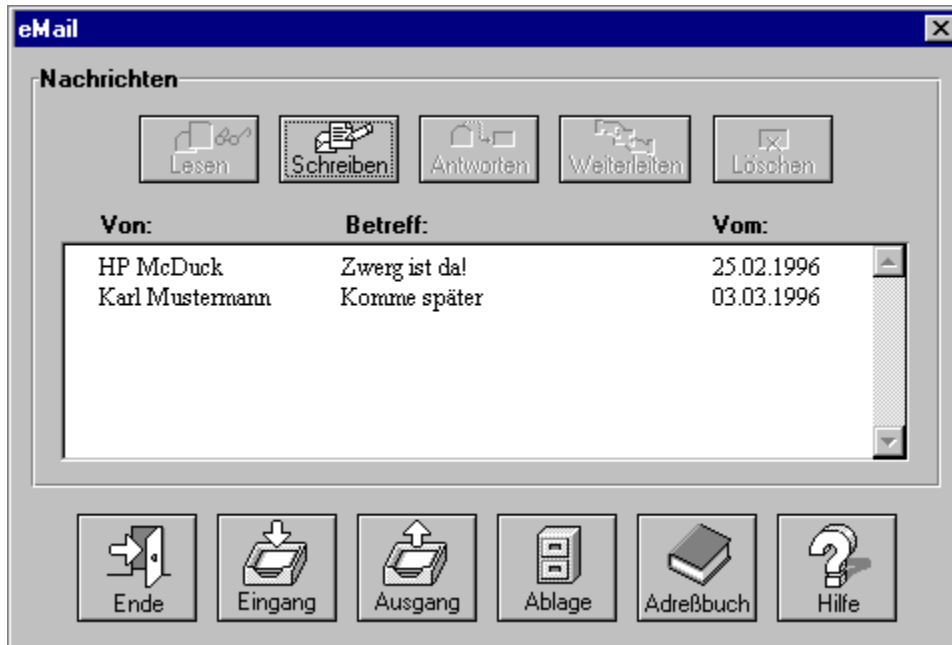 eMail
Nachrichten
Lesen Schreiben Antworten Weiterleiten Löschen
Von: Betreff: Vom:
HP McDuck Zwerg ist da! 25.02.1996
Karl Mustermann Komme später 03.03.1996
Ende Eingang Ausgang Ablage Adreßbuch Hilfe